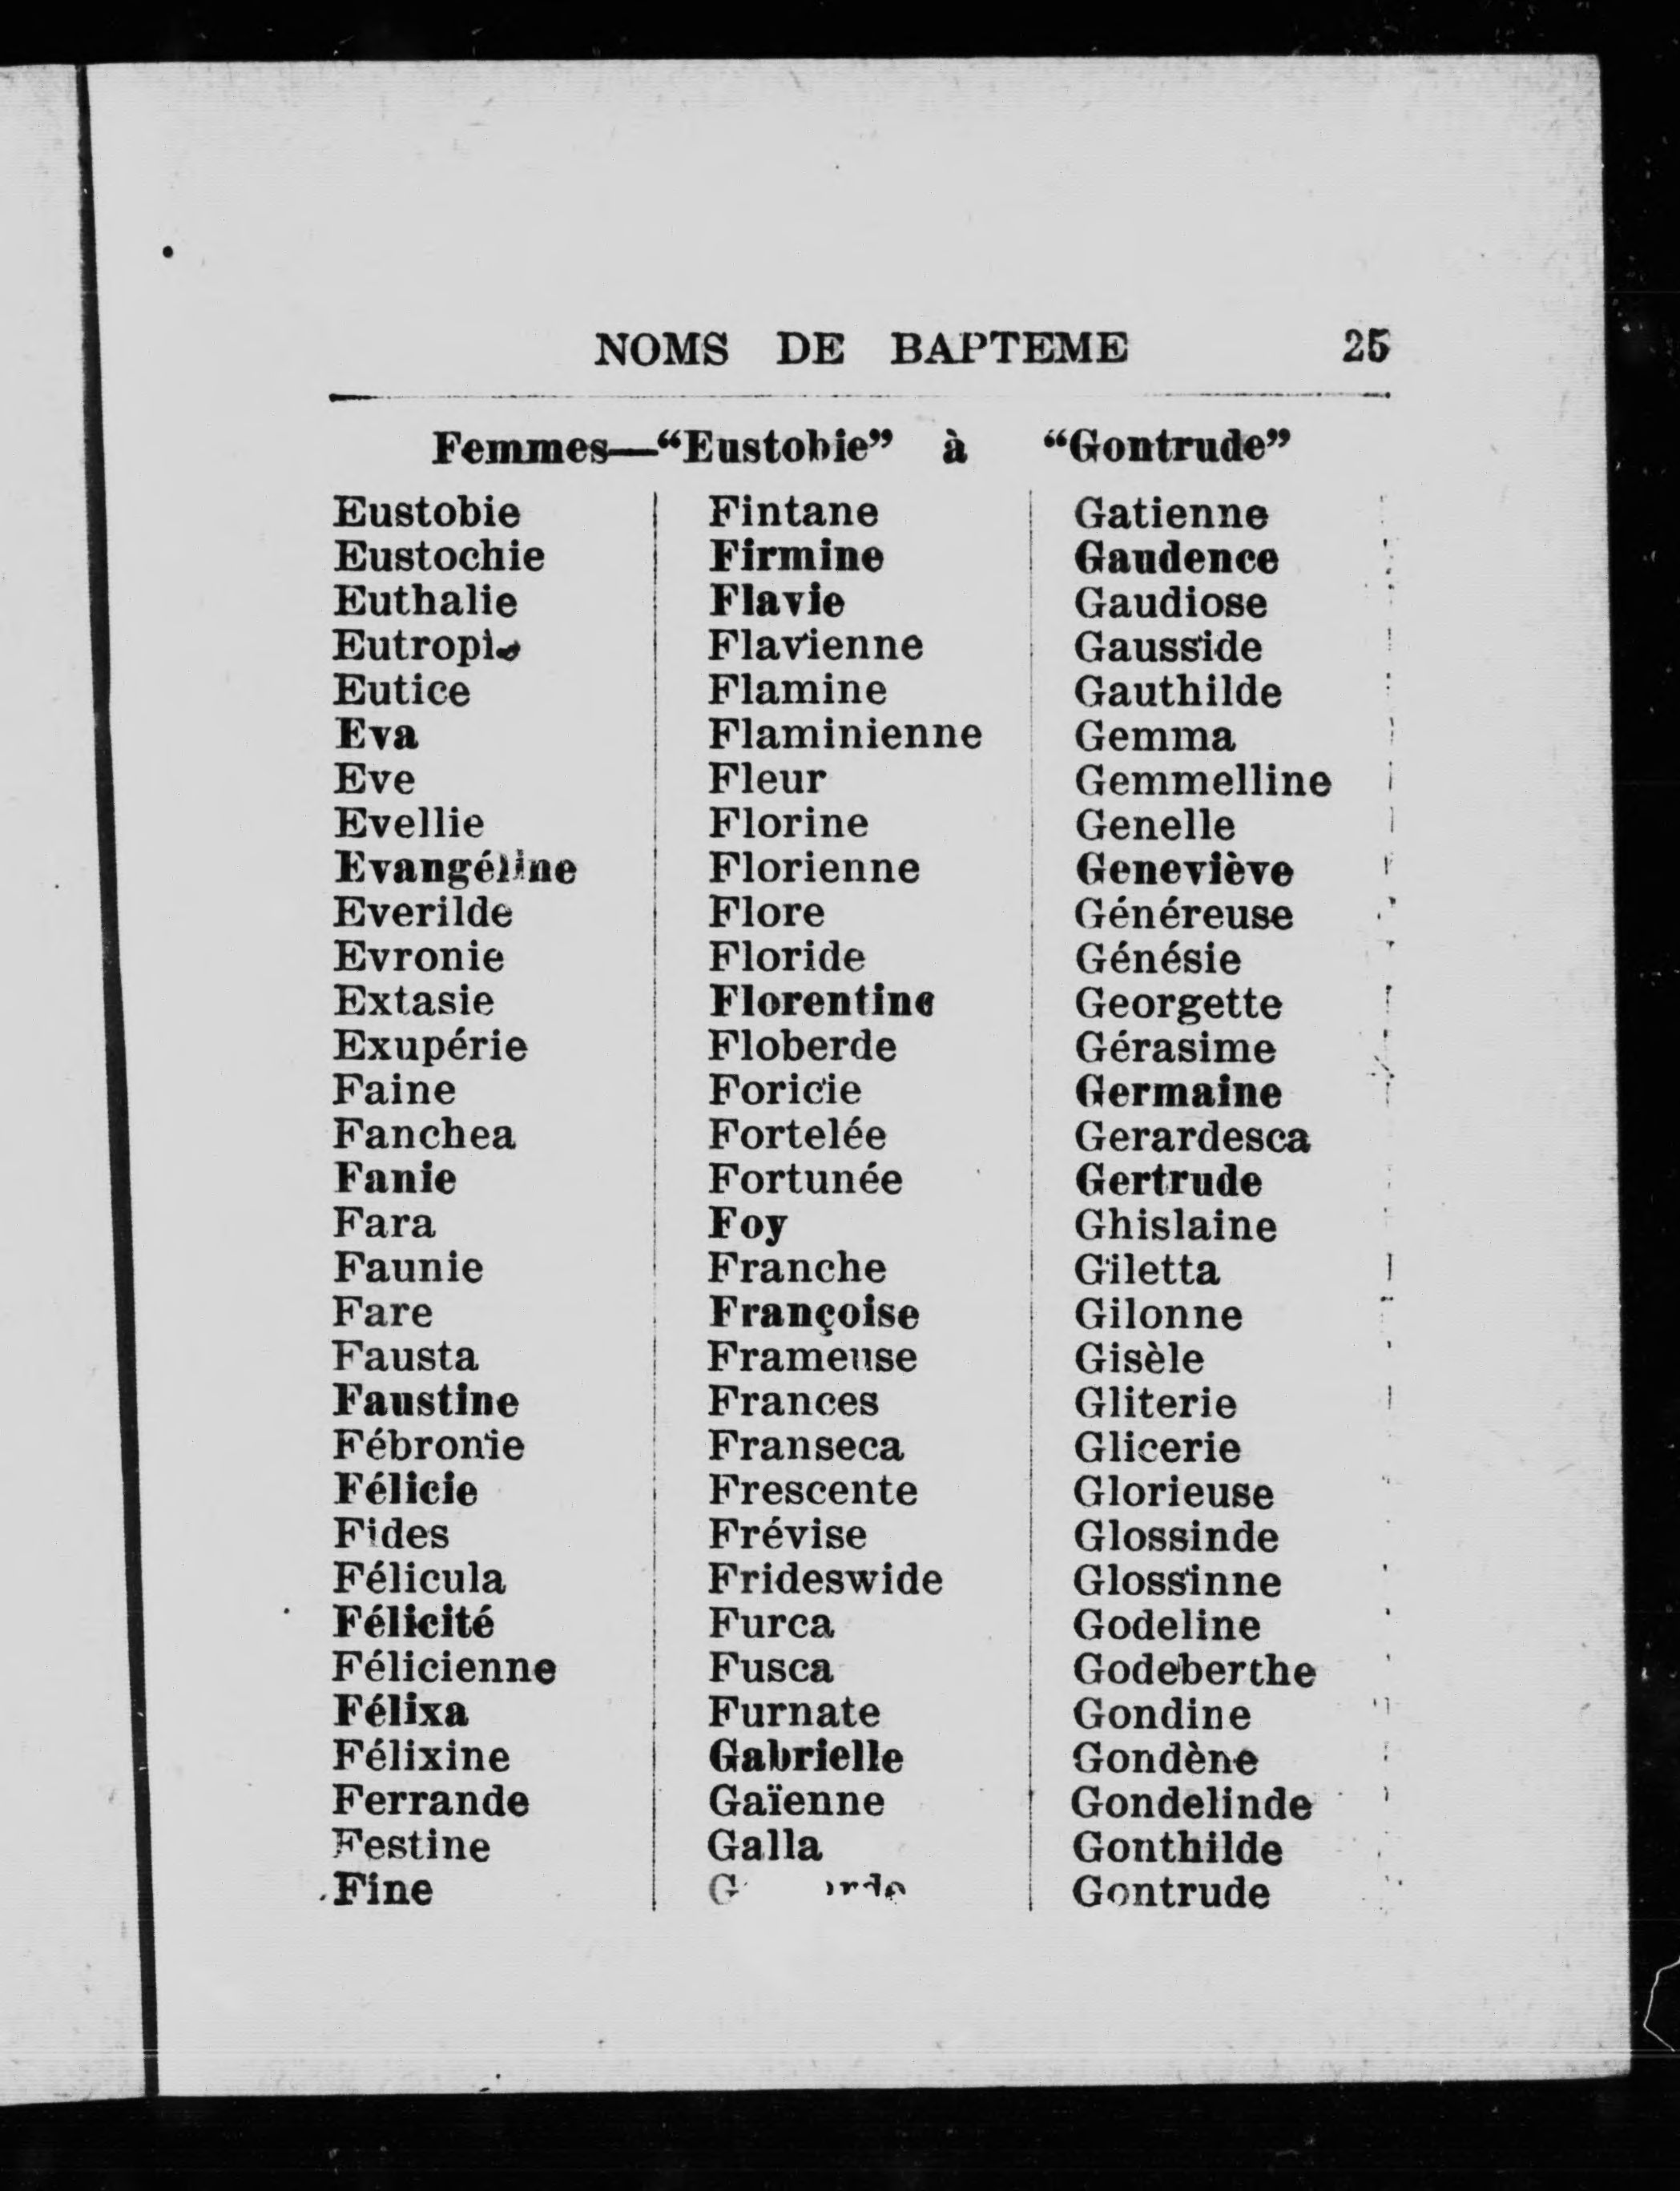 NOMS DE BAPTEME 25
Femmes—“Eustobie” à “Gontrude”
Eustobie
Eustochie
Euthalie
Eutropie
Eutice
Eva
Eve
Evellie
Evangéline
Everilde
Evronie
Extasie
Exupérie
Faine
Fanchea
Fanie
Fara
Faunie
Fare
Fausta
Faustine
Fébronie
Félicie
Fides
Félicula
Félicité
Félicienne
Félixa
Félixine
Ferrande
Festine
Fine
Fintane
Firmine
Flavie
Flavienne
Flamine
Flaminienne
Fleur
Florine
Florienne
Flore
Floride
Florentine
Floberde
Foricie
Fortelée
Fortunée
Foy
Franche
Françoise
Frameuse
Frances
Franseca
Frescente
Frévise
Frideswide
Furca
Fusca
Furnate
Gabrielle
Gaïenne
Galla
Gatienne
Gaudence
Gaudiose
Gausside
Gauthilde
Gemma
Gemmelline
Genelle
Geneviève
Généreuse
Génésie
Georgette
Gérasime
Germaine
Gerardesca
Gertrude
Ghislaine
Giletta
Gilonne
Gisèle
Gliterie
Glicerie
Glorieuse
Glossinde
Glossinne
Godeline
Godeberthe
Gondine
Gondène
Gondelinde
Gonthilde
Gontrude